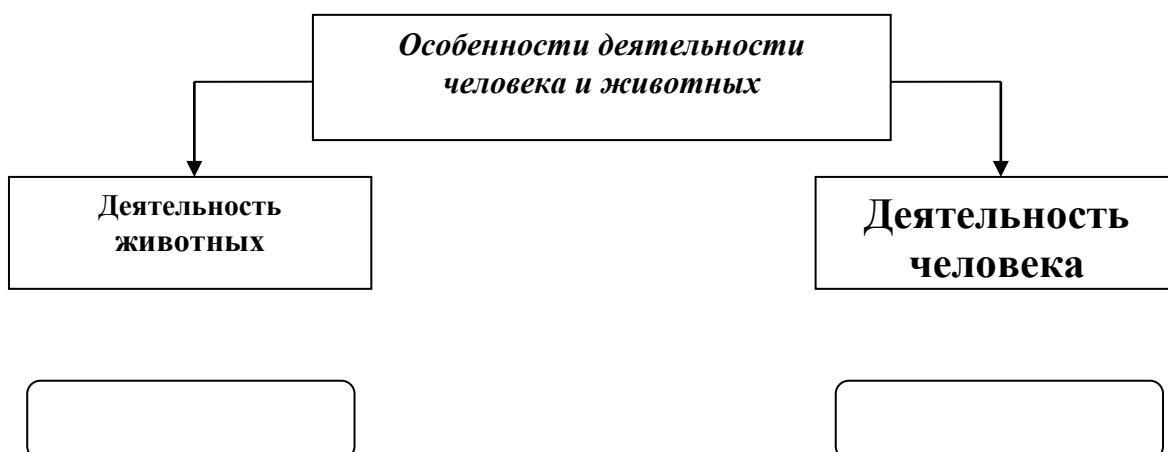 Особенности деятельности
человека и животных
Деятельность
животных
Деятельность
человека